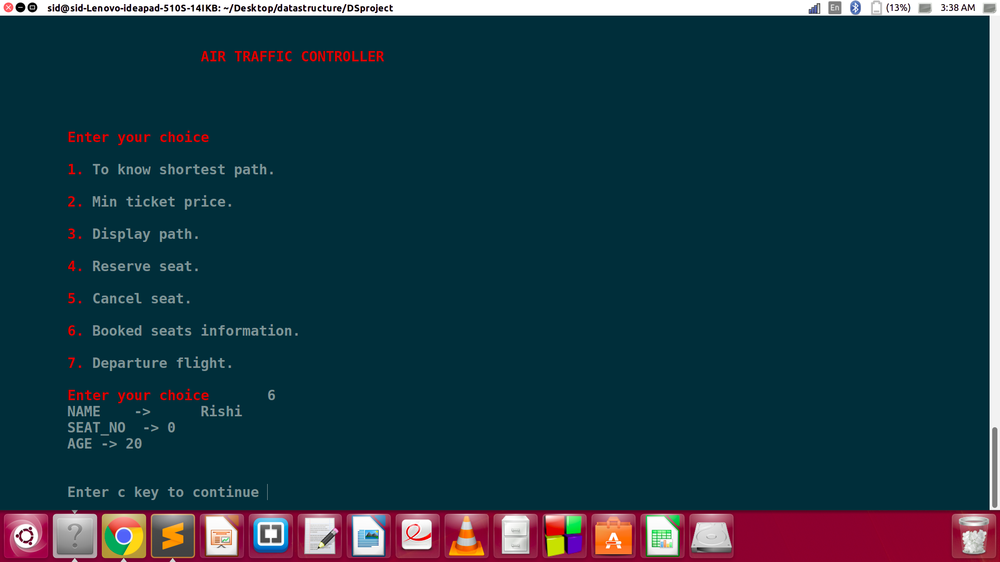 sid@sid-Lenovo-ideapad-510S-14IKB: ~/Desktop/datastructure/DSproject
En (13%) 3:38 AM
AIR TRAFFIC CONTROLLER
Enter your choice
1. To know shortest path.
2. Min ticket price.
3. Display path.
4. Reserve seat.
5. Cancel seat.
6. Booked seats information.
7. Departure flight.
Enter your choice 6
NAME -> Rishi
SEAT_NO -> 0
AGE -> 20
Enter c key to continue